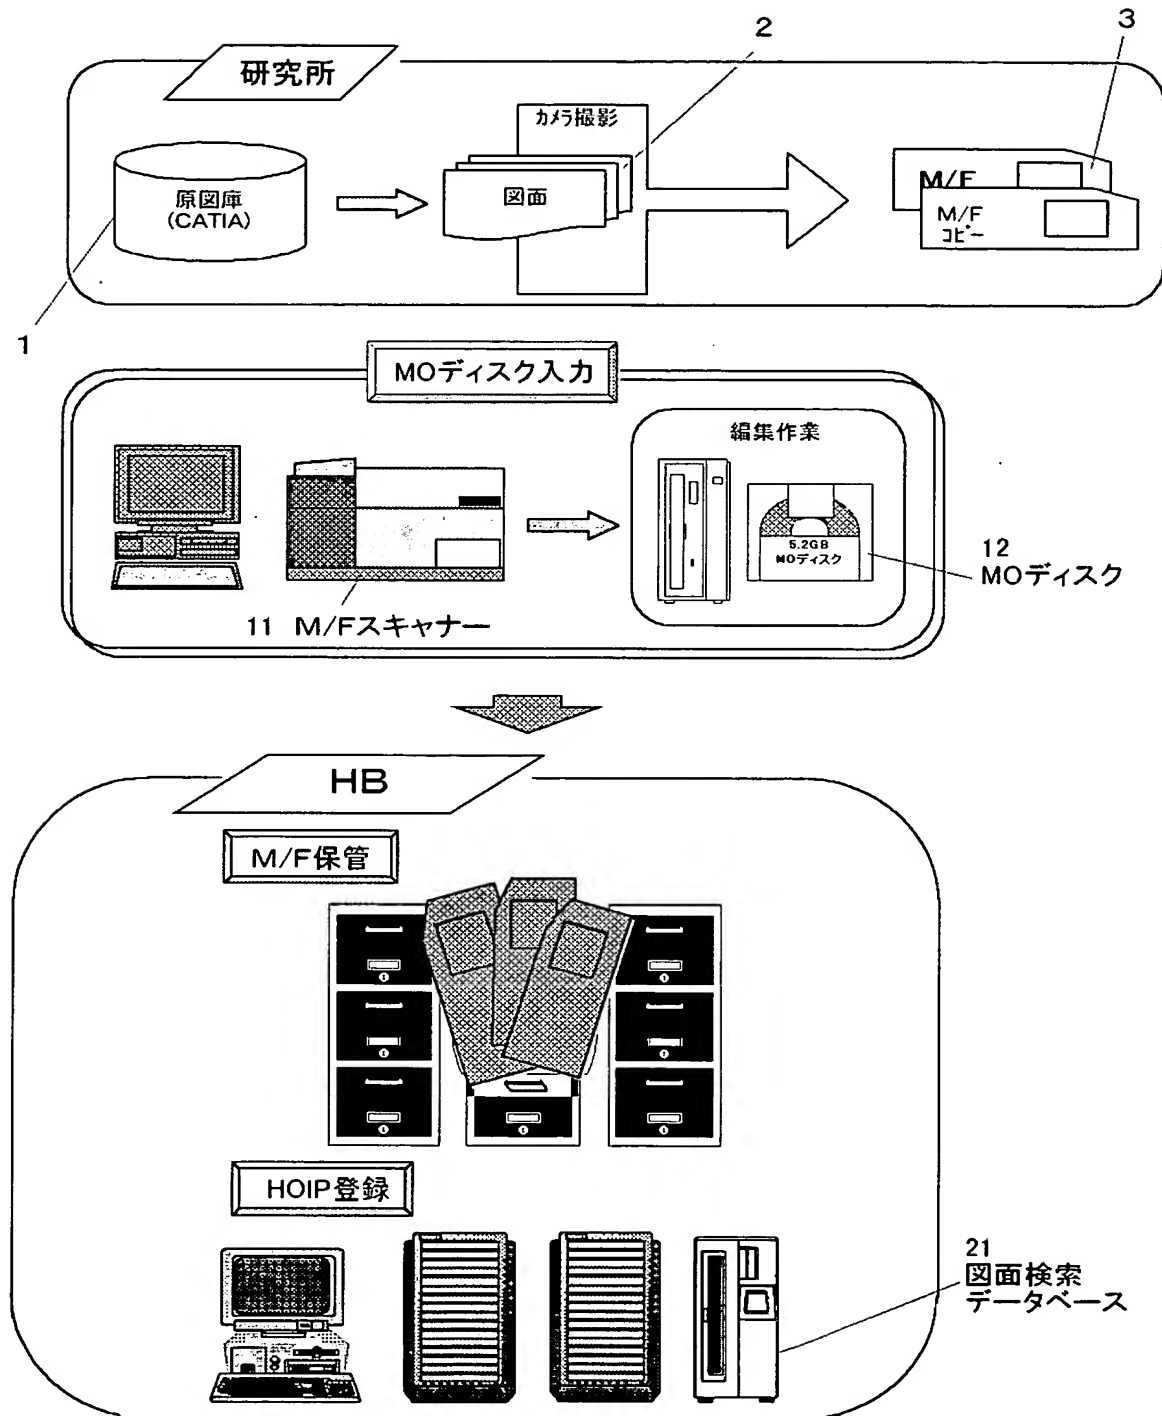 2
3
研究所
カメラ撮影
原図庫
(CATIA)
図面
M/F
M/F
コピー
1
MOディスク入力
編集作業
5.2GB
MOディスク
12
MOディスク
11 M/Fスキャナー
HB
M/F保管
HOIP登録
21
図面検索
データベース